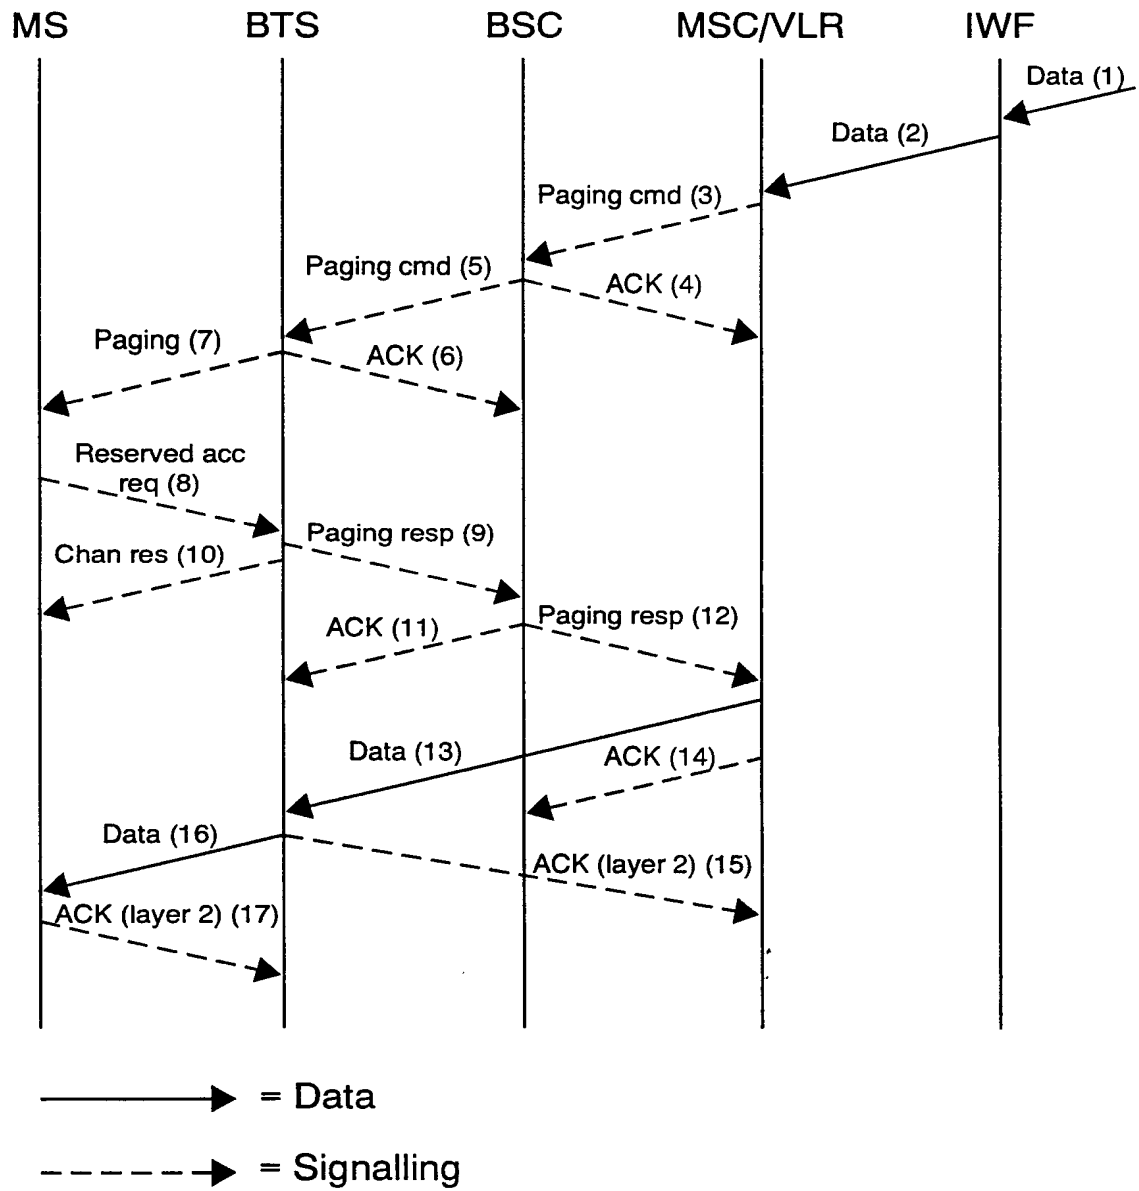 MS BTS BSC MSC/VLR IWF
Data (1)
Data (2)
Paging cmd (3)
Paging cmd (5)
ACK (4)
Paging (7)
ACK (6)
Reserved acc
req (8)
Paging resp (9)
Chan res (10)
Paging resp (12)
ACK (11)
Data (13)
ACK (14)
Data (16)
ACK (layer 2) (15)
ACK (layer 2) (17)
= Data
= Signalling